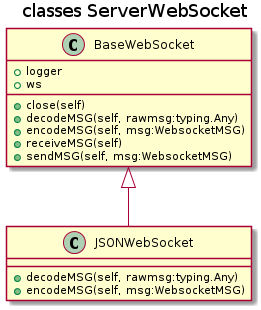 classes ServerWebSocket
C BaseWebSocket
logger
ws
close(self)
decodeMSG(self, rawmsg:typing.Any)
encodeMSG(self, msg:WebsocketMSG)
receiveMSG(self)
sendMSG(self, msg:WebsocketMSG)
C JSONWebSocket
decodeMSG(self, rawmsg:typing.Any)
encodeMSG(self, msg:WebsocketMSG)